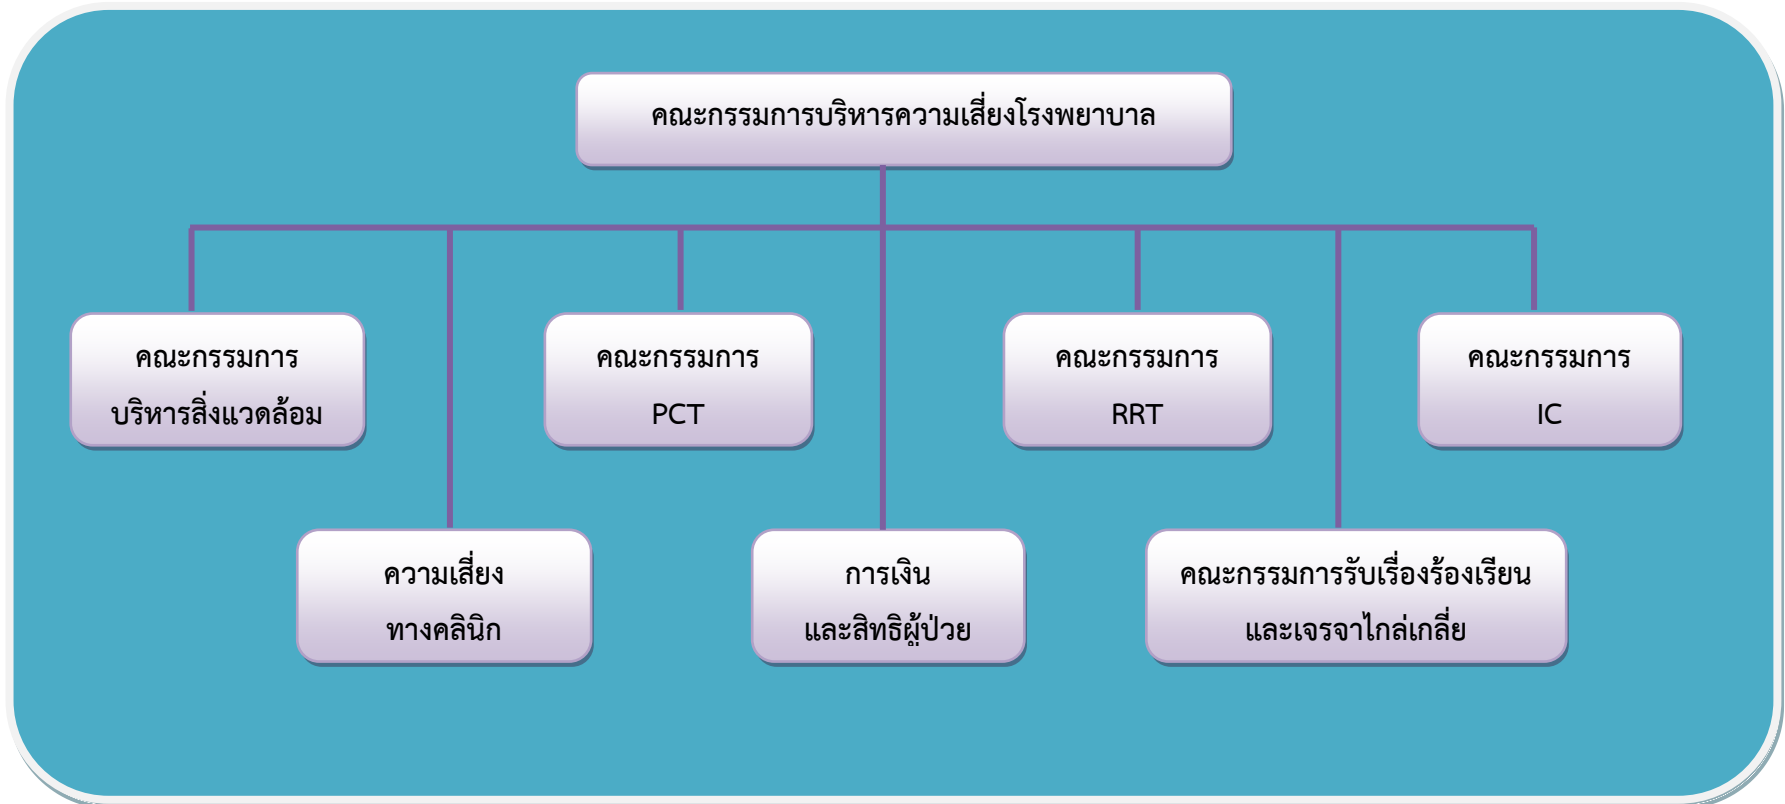 คณะกรรมการบริหารความเสี่ยงโรงพยาบาล
คณะกรรมการ
บริหารสิ่งแวดล้อม
คณะกรรมการ
PCT
คณะกรรมการ
RRT
คณะกรรมการ
IC
ความเสี่ยง
ทางคลินิก
การเงิน
และสิทธิผู้ป่วย
คณะกรรมการรับเรื่องร้องเรียน
และเจรจาไกล่เกลี่ย